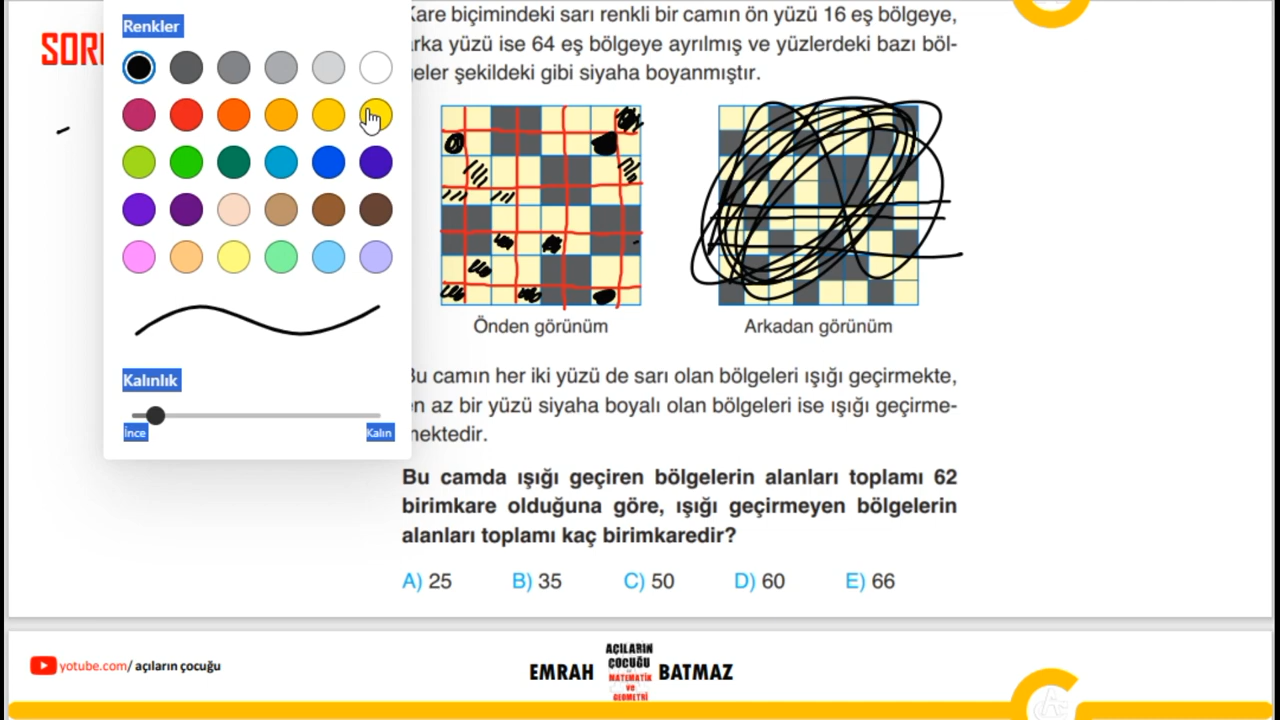 SORU
Renkler
Kare biçimindeki sarı renkli bir camın ön yüzü 16 eş bölgeye,
arka yüzü ise 64 eş bölgeye ayrılmış ve yüzlerdeki bazı böl-
geler şekildeki gibi siyaha boyanmıştır.
Önden görünüm
Arkadan görünüm
Kalınlık
İnce
Kalın
Bu camın her iki yüzü de sarı olan bölgeleri ışığı geçirmekte,
en az bir yüzü siyaha boyalı olan bölgeleri ise ışığı geçirme-
mektedir.
Bu camda ışığı geçiren bölgelerin alanları toplamı 62
birimkare olduğuna göre, ışığı geçirmeyen bölgelerin
alanları toplamı kaç birimkaredir?
A) 25 B) 35 C) 50 D) 60 E) 66
yotube.com/ açıların çocuğu
EMRAH
AÇILARIN
ÇOCUĞU
MATEMATİK
ve
GEOMETRİ
BATMAZ